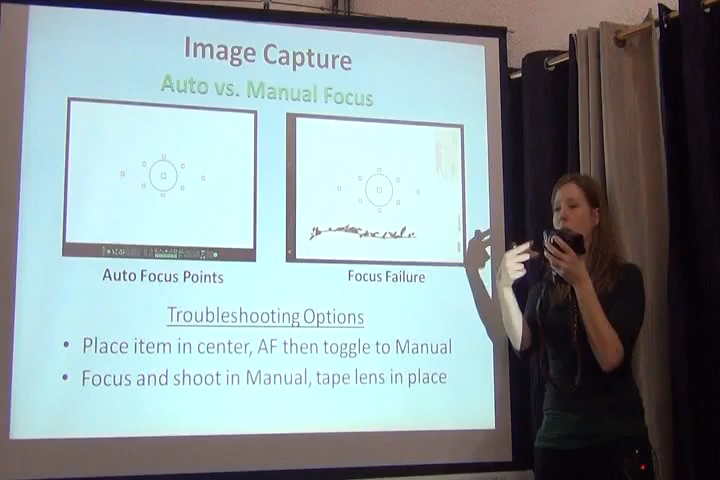 Image Capture
Auto vs. Manual Focus
Auto Focus Points
Focus Failure
Troubleshooting Options
• Place item in center, AF then toggle to Manual
• Focus and shoot in Manual, tape lens in place